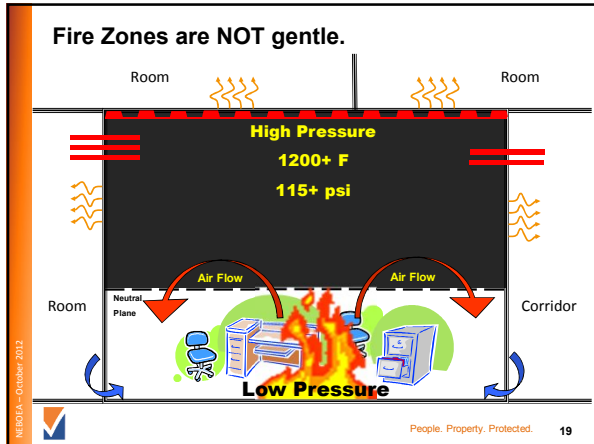 Fire Zones are NOT gentle.
Room
Room
High Pressure
1200+ F
115+ psi
Air Flow
Air Flow
Neutral
Plane
Room
Corridor
Low Pressure
NEBOEA – October 2012
People. Property. Protected.
19